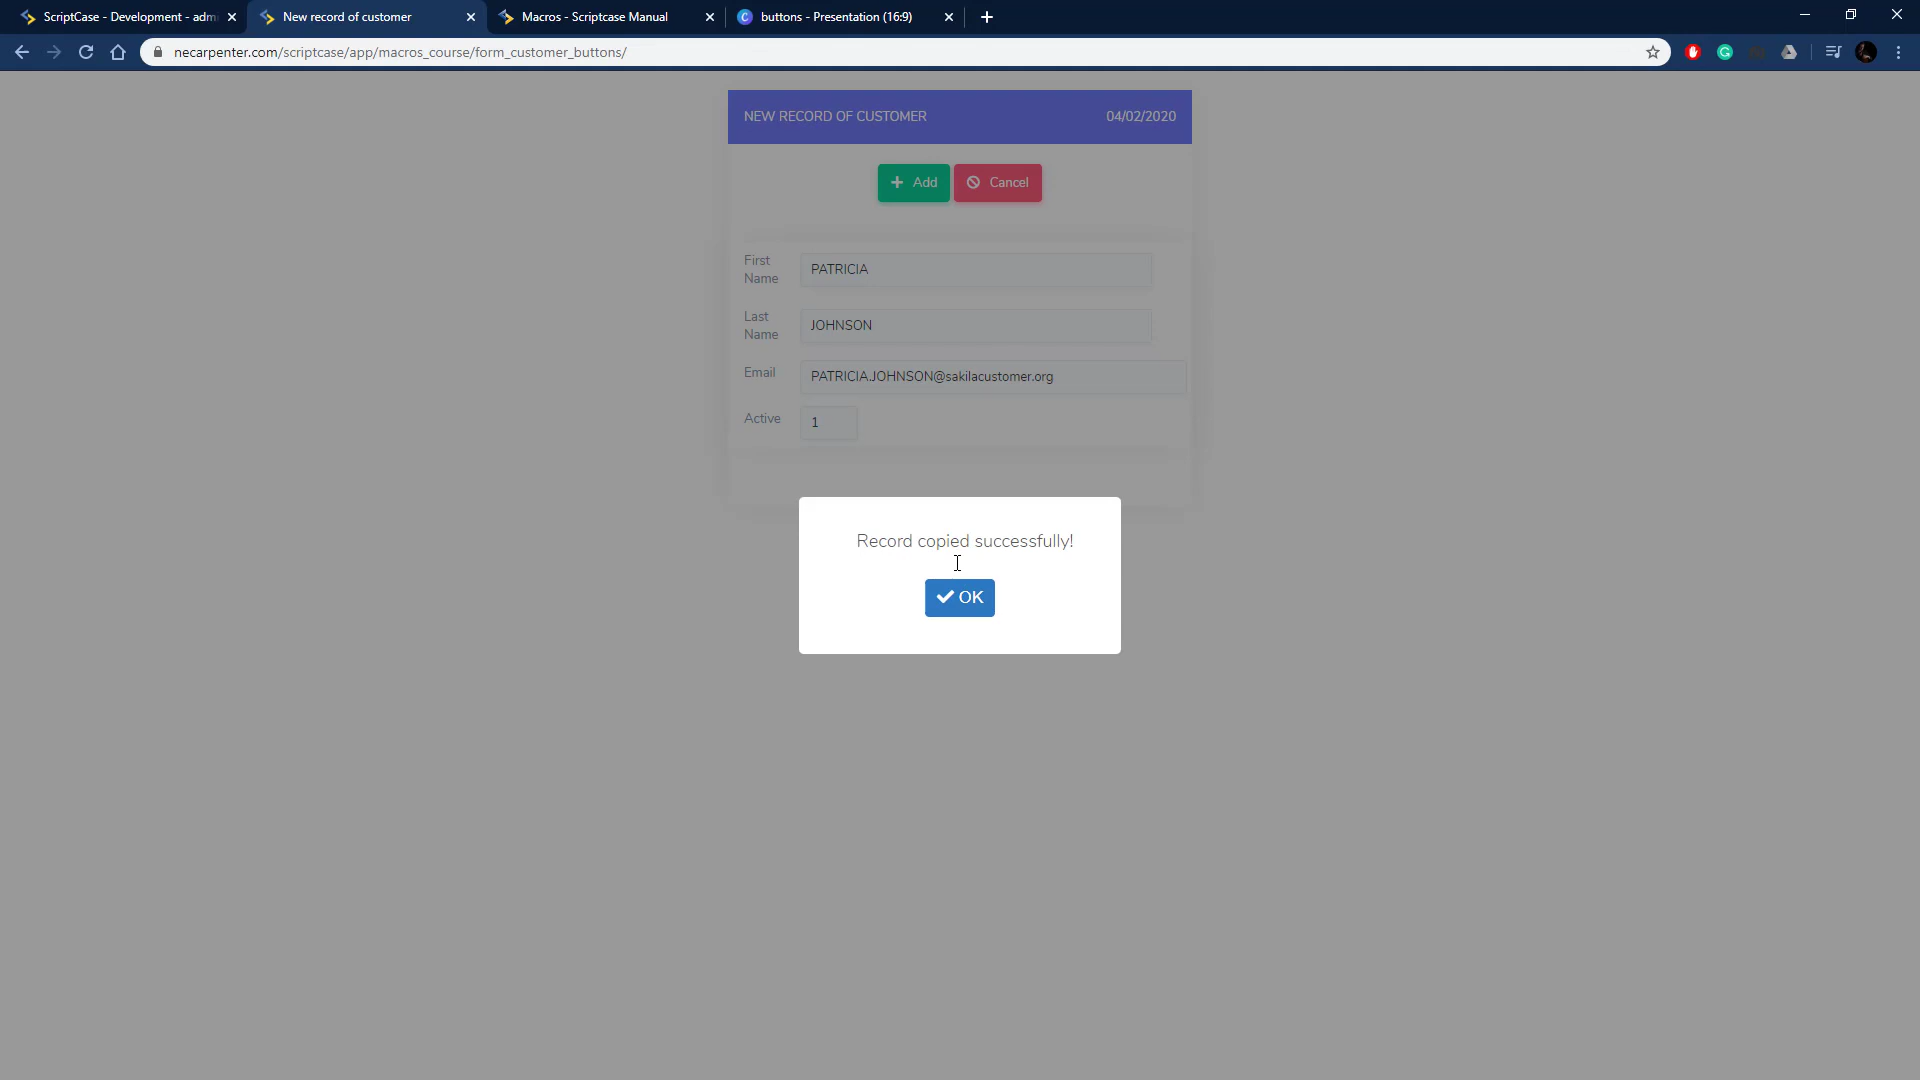 ScriptCase - Development - adm
New record of customer
Macros - Scriptcase Manual
buttons - Presentation (16:9)
necarpenter.com/scriptcase/app/macros_course/form_customer_buttons/
NEW RECORD OF CUSTOMER 04/02/2020
Add Cancel
First
Name
PATRICIA
Last
Name
JOHNSON
Email PATRICIA.JOHNSON@sakilacustomer.org
Active 1
Record copied successfully!
OK